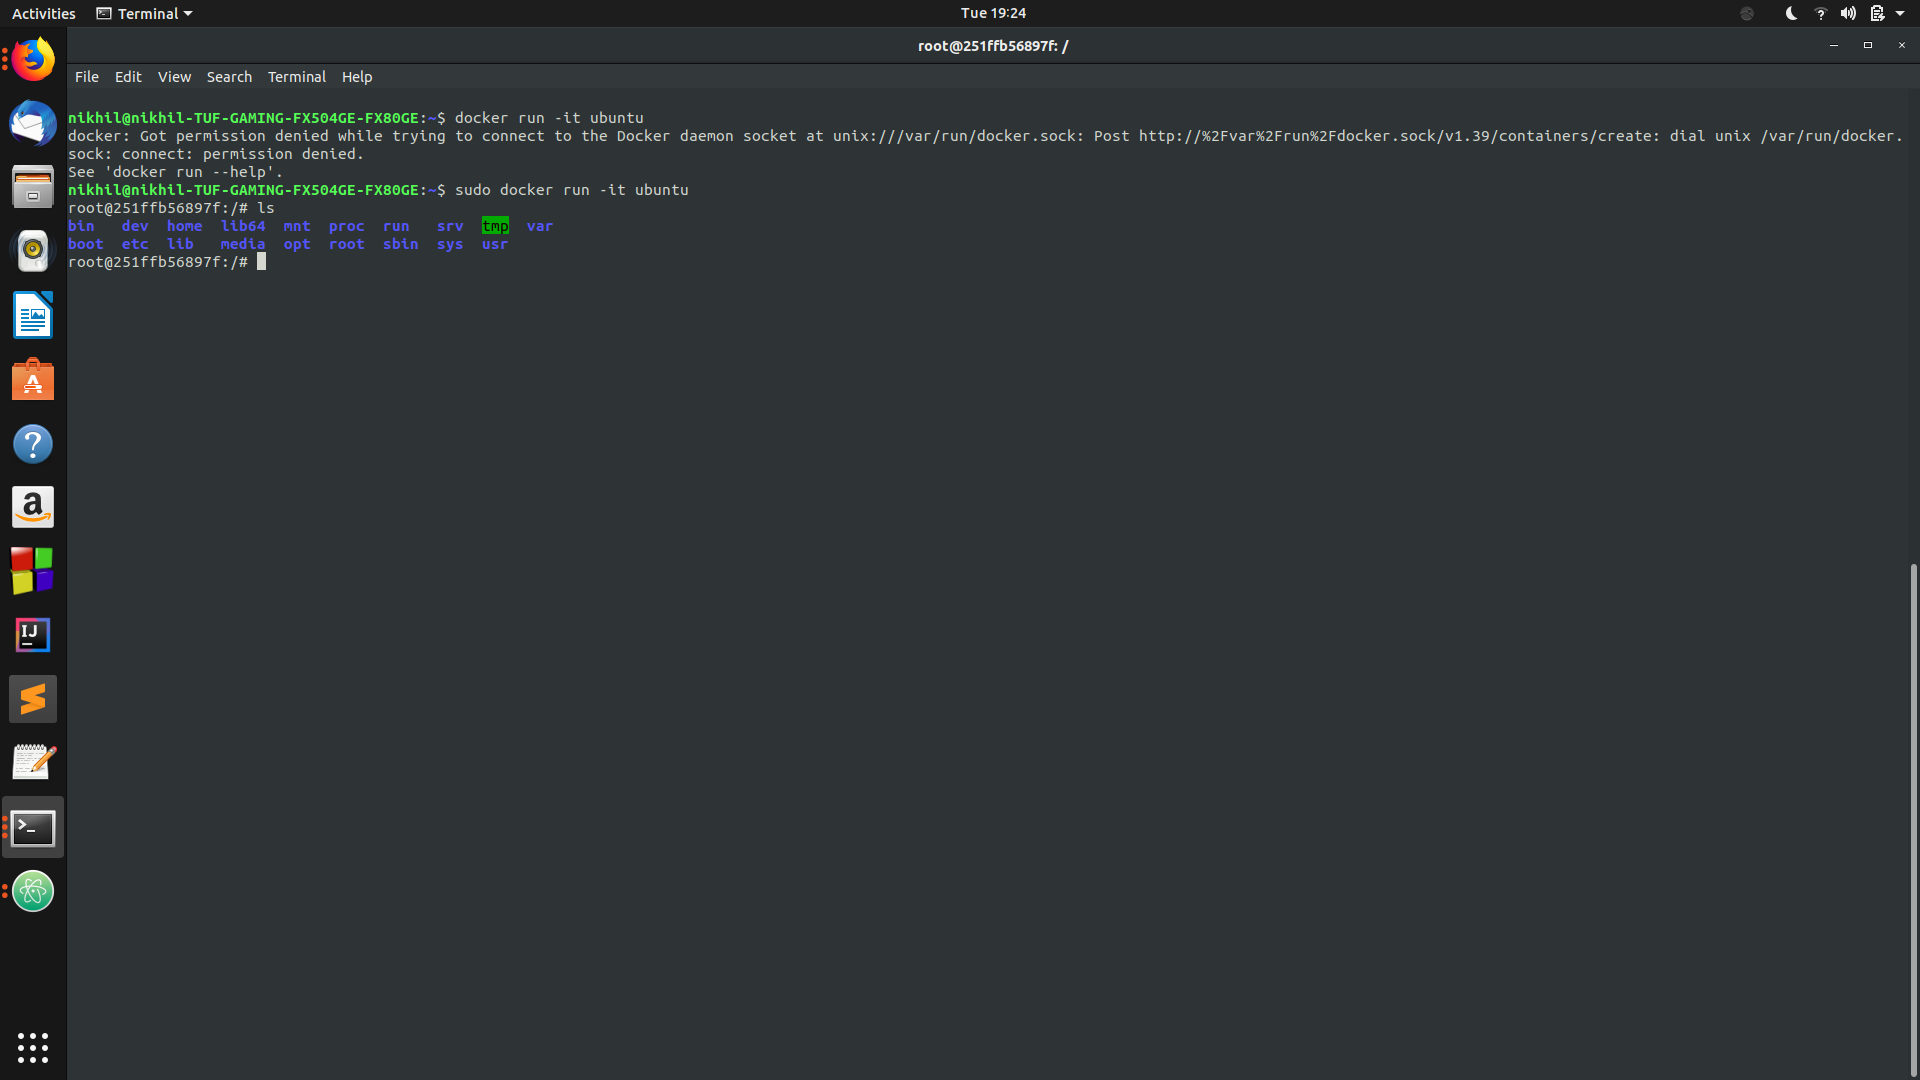 Activities Terminal Tue 19:24
root@251ffb56897f: /
File Edit View Search Terminal Help
nikhil@nikhil-TUF-GAMING-FX504GE-FX80GE:~$ docker run -it ubuntu
docker: Got permission denied while trying to connect to the Docker daemon socket at unix:///var/run/docker.sock: Post http://%2Fvar%2Frun%2Fdocker.sock/v1.39/containers/create: dial unix /var/run/docker.
sock: connect: permission denied.
See 'docker run --help'.
nikhil@nikhil-TUF-GAMING-FX504GE-FX80GE:~$ sudo docker run -it ubuntu
root@251ffb56897f:/# ls
bin dev home lib64 mnt proc run srv tmp var
boot etc lib media opt root sbin sys usr
root@251ffb56897f:/#